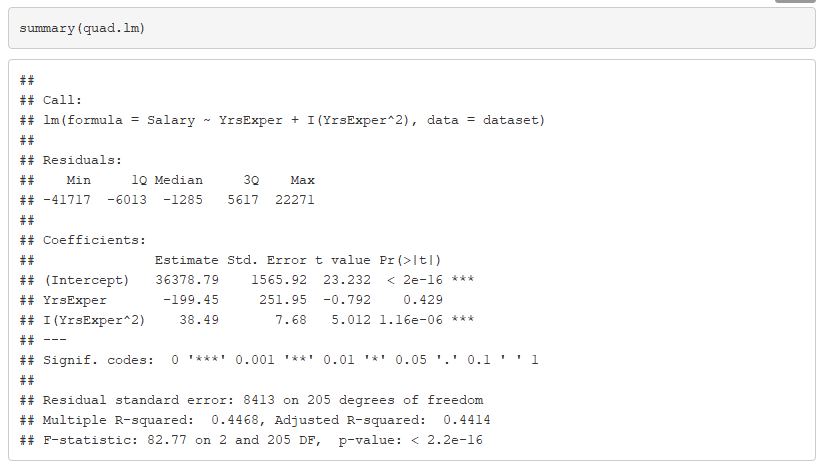 summary(quad.lm)
##
## Call:
## lm(formula = Salary ~ YrsExper + I(YrsExper^2), data = dataset)
##
## Residuals:
##    Min     1Q Median     3Q    Max
## -41717  -6013  -1285   5617  22271
##
## Coefficients:
##               Estimate Std. Error t value Pr(>|t|)
## (Intercept)   36378.79    1565.92  23.232  < 2e-16 ***
## YrsExper       -199.45     251.95  -0.792    0.429
## I(YrsExper^2)    38.49       7.68   5.012 1.16e-06 ***
## ---
## Signif. codes:  0 '***' 0.001 '**' 0.01 '*' 0.05 '.' 0.1 ' ' 1
##
## Residual standard error: 8413 on 205 degrees of freedom
## Multiple R-squared:  0.4468, Adjusted R-squared:  0.4414
## F-statistic: 82.77 on 2 and 205 DF,  p-value: < 2.2e-16